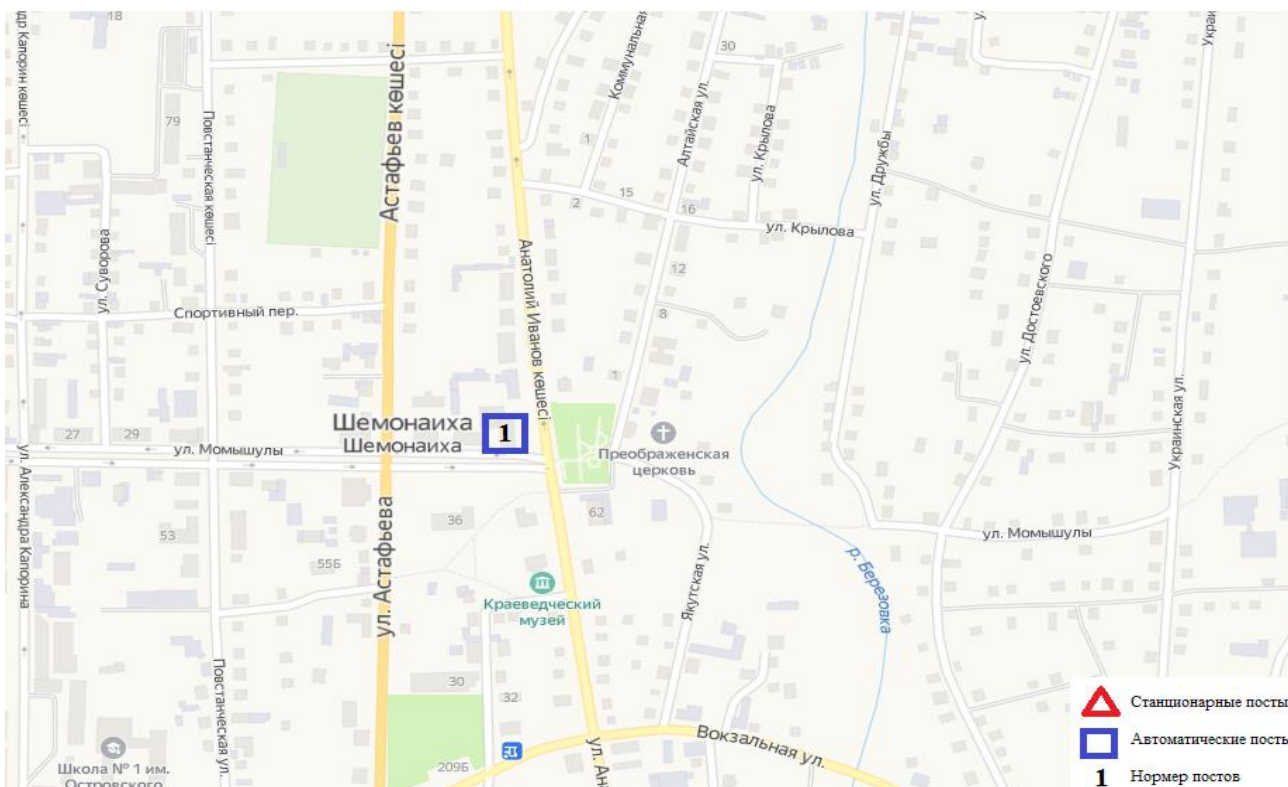 18
др Капорин көшесі
79
Повстанческая көшесі
Астафьев көшесі
Коммунальная
30
Алтайская ул.
ул. Крылова
1
15
2
16
ул. Крылова
ул. Дружбы
Украи
ул. Суворова
Анатолий Иванов көшесі
12
8
Спортивный пер.
ул. Достоевского
1
Шемонаиха
Шемонаиха
1
27
29
ул. Момышулы
Преображенская
церковь
Украинская ул.
ул. Александра Капорина
53
36
62
55Б
ул. Астафьева
ул. Момышулы
Якутская ул.
р. Березовка
Краеведческий
музей
Повстанческая ул.
30
32
209Б
ул. Ан
Вокзальная ул.
Школа № 1 им.
Островского
Станционарные посты
Автоматические посты
1 Нормер постов